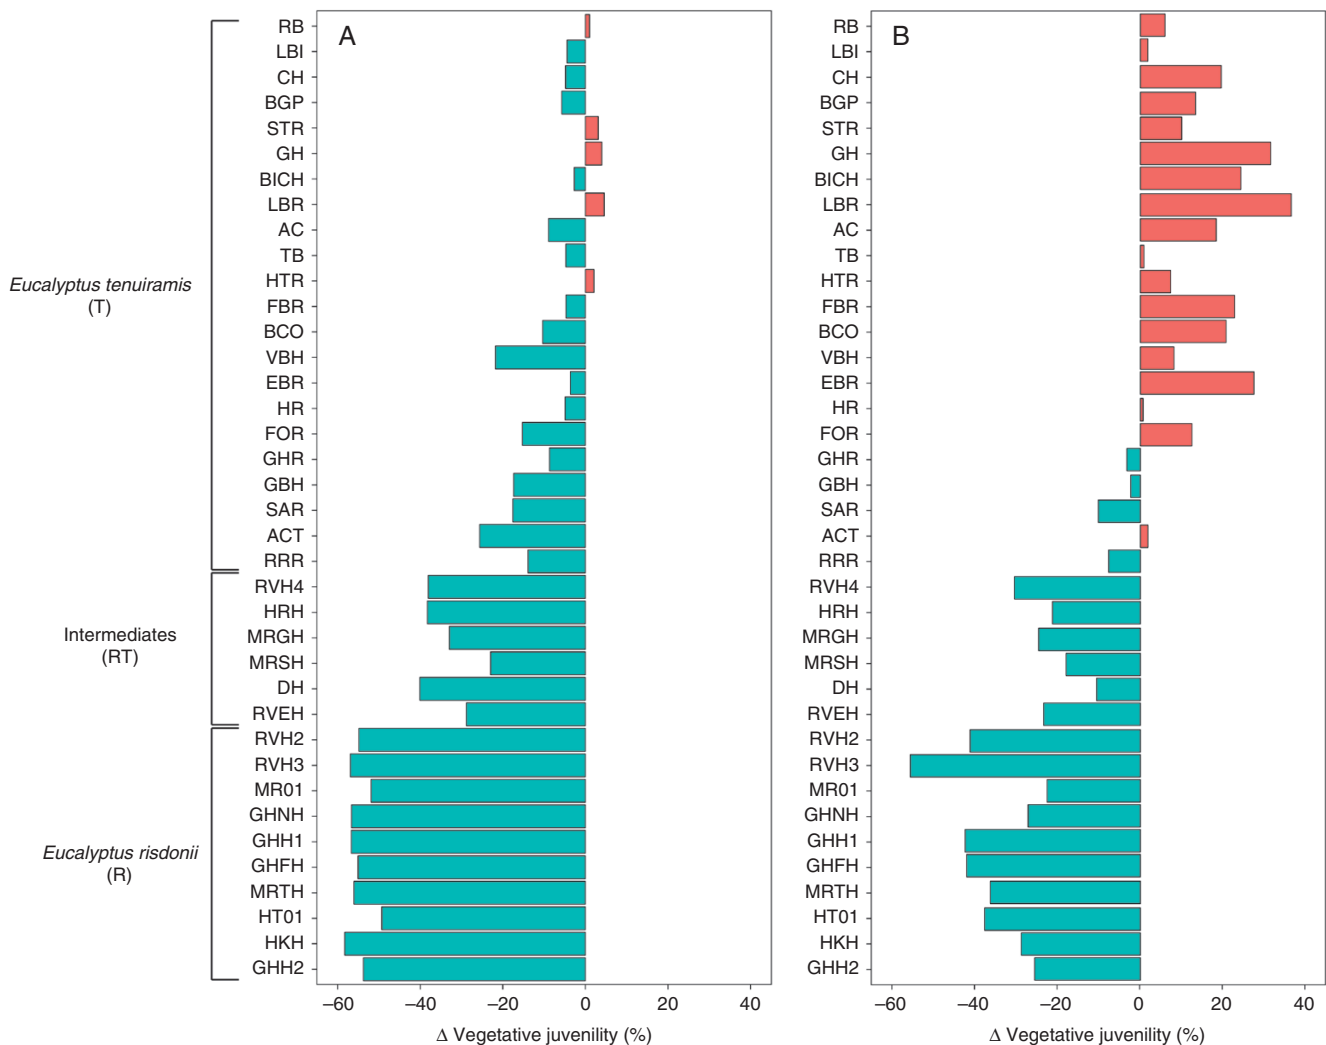 A
RB
LBI
CH
BGP
STR
GH
BICH
LBR
AC
TB
HTR
FBR
BCO
VBH
EBR
HR
FOR
GHR
GBH
SAR
ACT
RRR
RVH4
HRH
MRGH
MRSH
DH
RVEH
RVH2
RVH3
MR01
GHNH
GHH1
GHFH
MRTH
HT01
HKH
GHH2
Eucalyptus tenuiramis
(T)
Intermediates
(RT)
Eucalyptus risdonii
(R)
–60 –40 –20 0 20 40
Δ Vegetative juvenility (%)
B
RB
LBI
CH
BGP
STR
GH
BICH
LBR
AC
TB
HTR
FBR
BCO
VBH
EBR
HR
FOR
GHR
GBH
SAR
ACT
RRR
RVH4
HRH
MRGH
MRSH
DH
RVEH
RVH2
RVH3
MR01
GHNH
GHH1
GHFH
MRTH
HT01
HKH
GHH2
–60 –40 –20 0 20 40
Δ Vegetative juvenility (%)